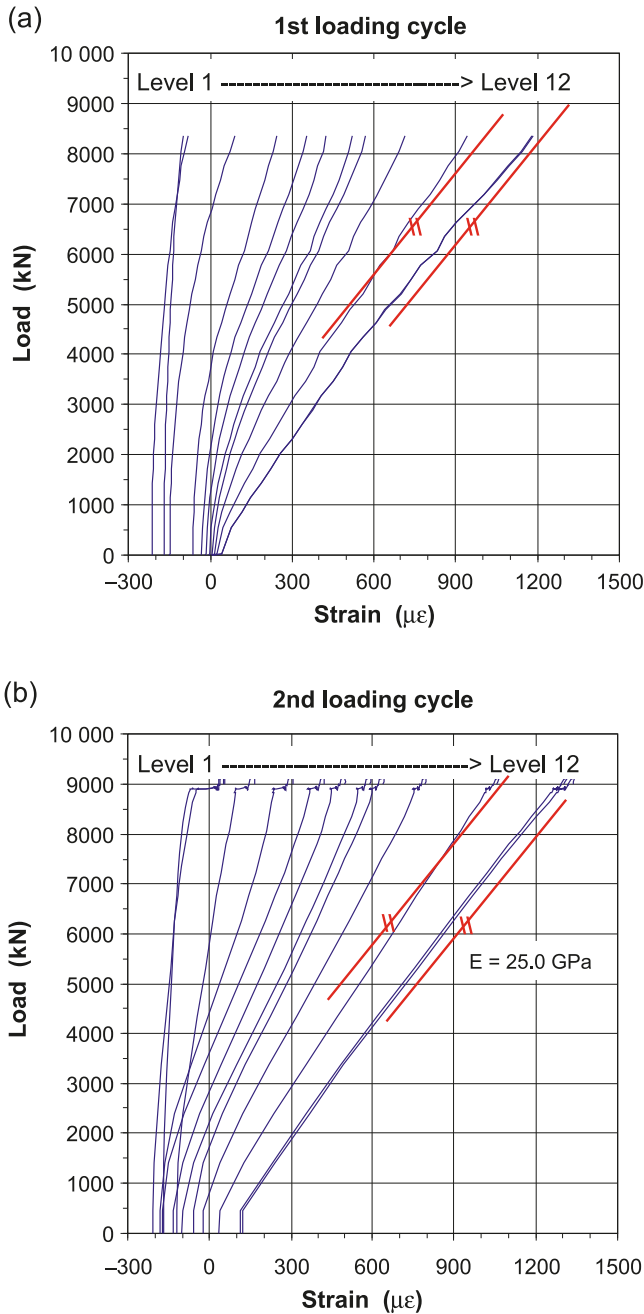 (a)
1st loading cycle
10 000
Level 1 ----------------------------> Level 12
9000
8000
7000
6000
5000
4000
3000
2000
1000
0
Load (kN)
–300 0 300 600 900 1200 1500
Strain (με)
(b)
2nd loading cycle
10 000
Level 1 ----------------------------> Level 12
9000
8000
7000
6000
E = 25.0 GPa
5000
4000
3000
2000
1000
0
Load (kN)
–300 0 300 600 900 1200 1500
Strain (με)